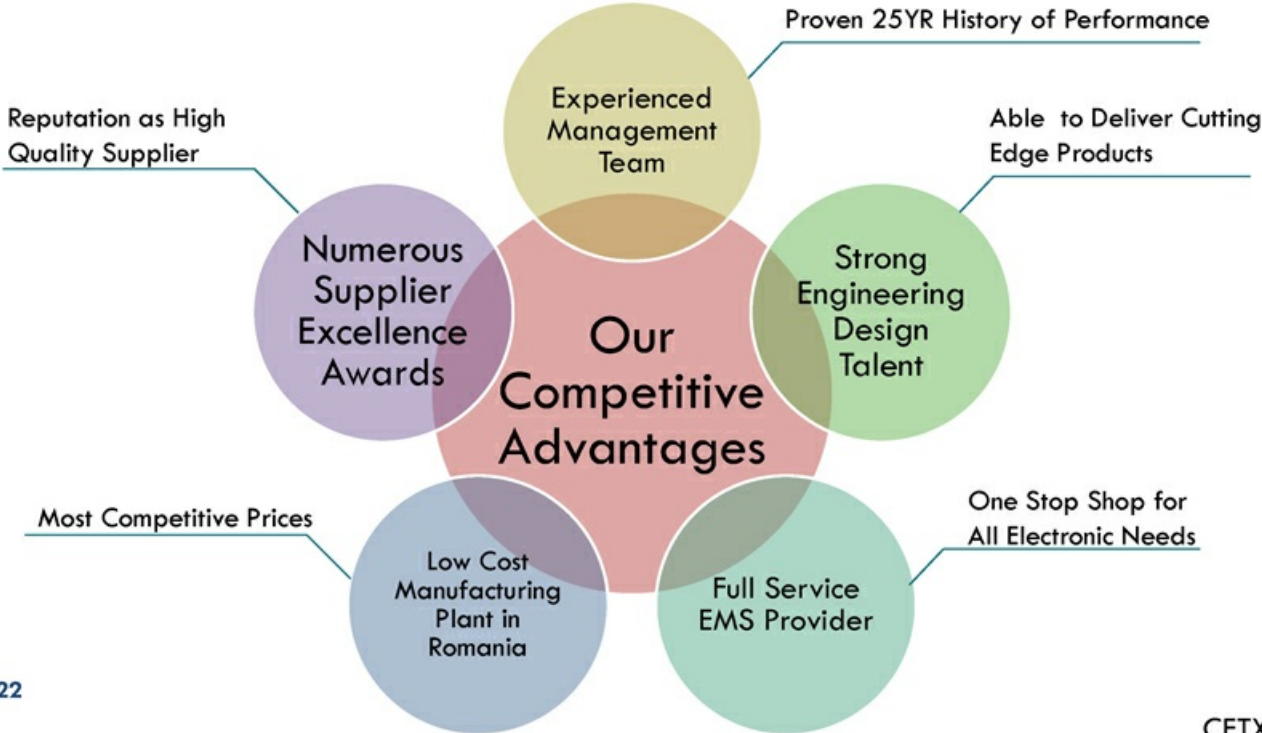 Proven 25YR History of Performance
Experienced
Management
Team
Reputation as High
Quality Supplier
Able to Deliver Cutting
Edge Products
Numerous
Supplier
Excellence
Awards
Strong
Engineering
Design
Talent
Our
Competitive
Advantages
Most Competitive Prices
Low Cost
Manufacturing
Plant in
Romania
One Stop Shop for
All Electronic Needs
Full Service
EMS Provider
22
CETX